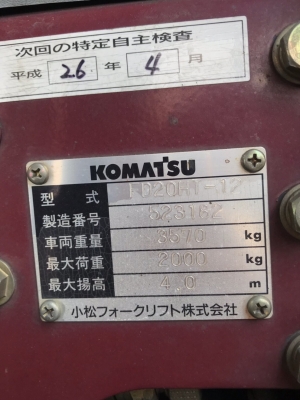 次回の特定自主検査
平成 26 年 4 月
KOMATSU
型式
製造番号
車両重量 kg
最大荷重 2000 kg
最大揚高 4.0 m
小松フォークリフト株式会社